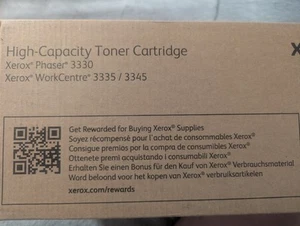 High-Capacity Toner Cartridge
Xerox® Phaser® 3330
Xerox® WorkCentre® 3335 / 3345
X
Get Rewarded for Buying Xerox® Supplies
Soyez récompensé pour l'achat de consommables Xerox®
Consigue premios por la compra de consumibles Xerox®
Ottenete premi acquistando i consumabili Xerox®
Erhalten Sie einen Bonus für den Kauf von Xerox® Verbrauchsmaterial
Word beloond voor het kopen van Xerox® verbruiksartikelen
xerox.com/rewards